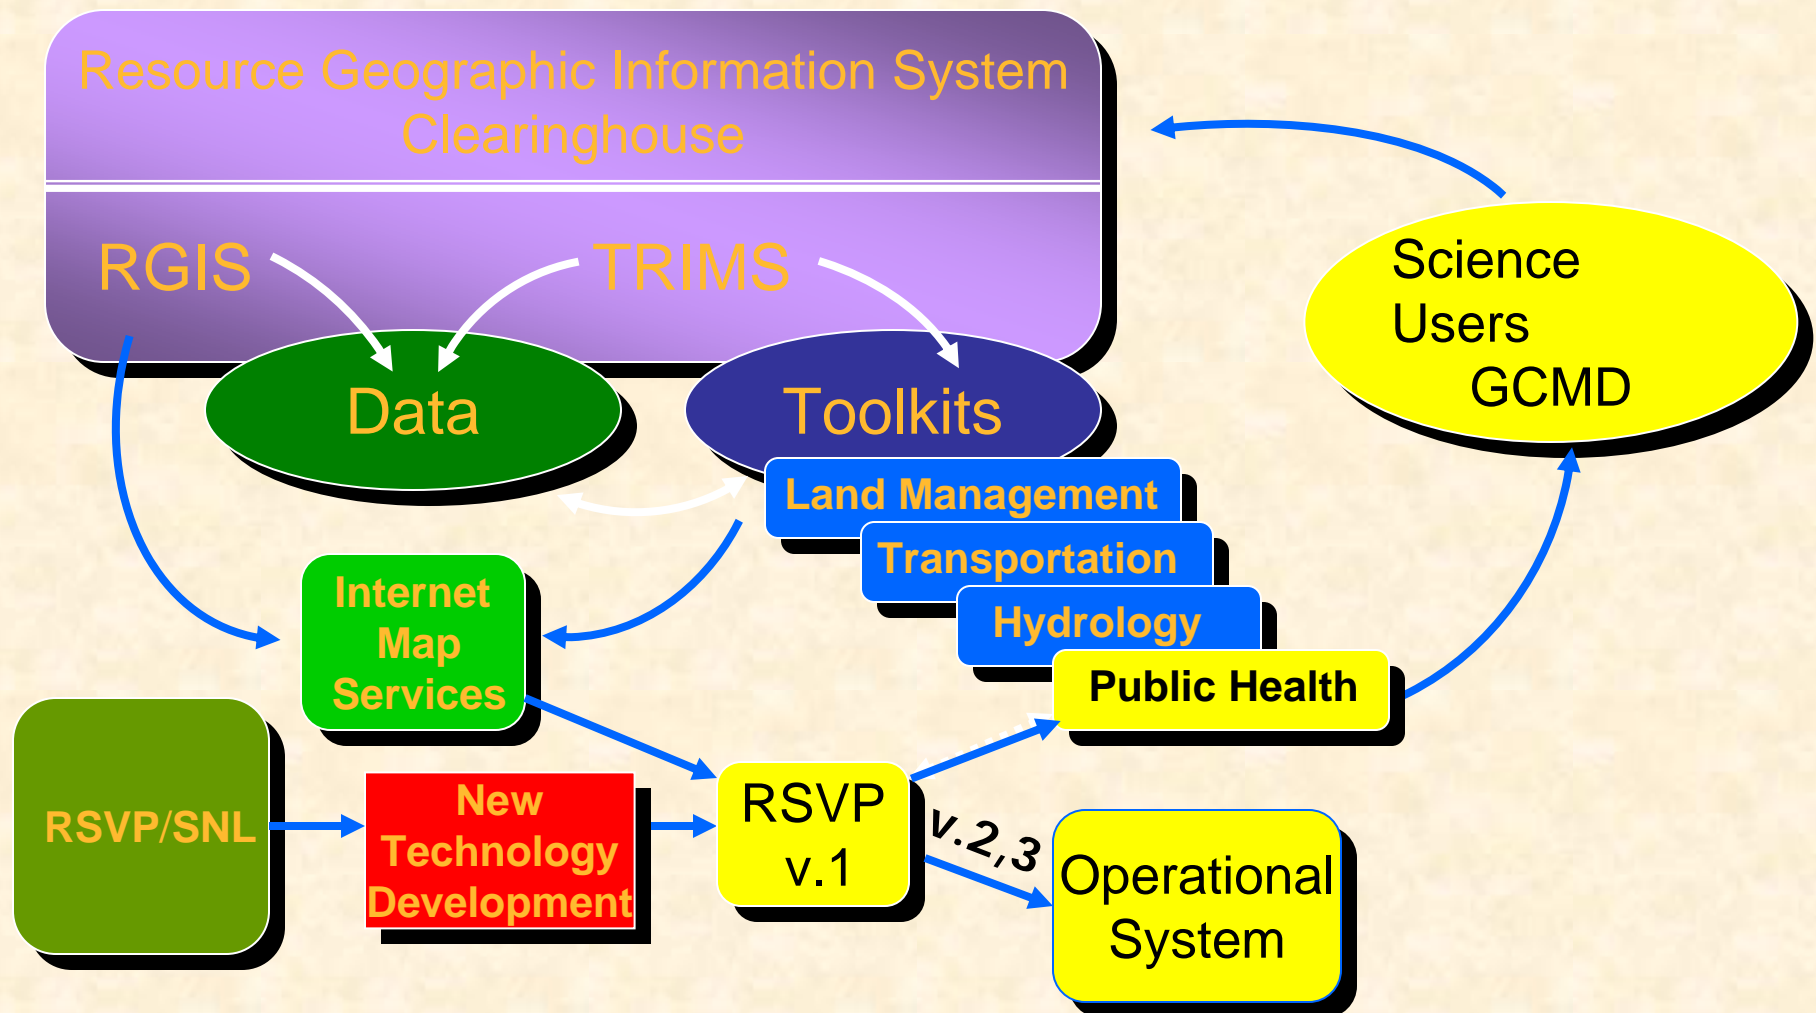 Resource Geographic Information System
Clearinghouse
RGIS
TRIMS
Science
Users
GCMD
Data
Toolkits
Land Management
Transportation
Hydrology
Public Health
Internet
Map
Services
RSVP/SNL
New
Technology
Development
RSVP
v.1
v.2,3
Operational
System